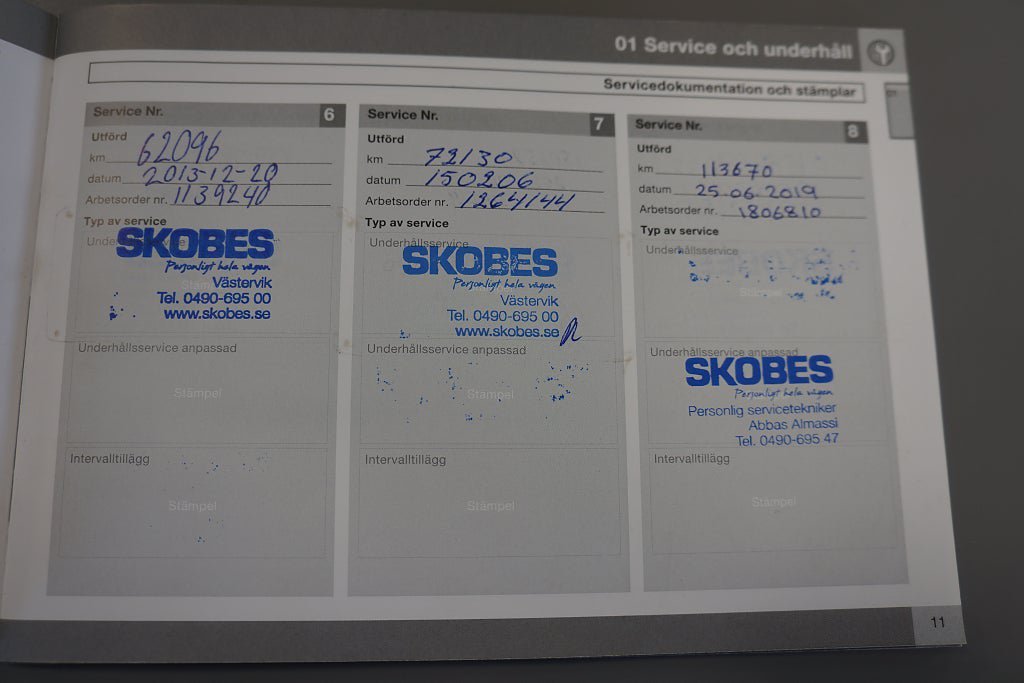 01 Service och underhåll
Servicedokumentation och stämplar
01
Service Nr. 6
Utförd
km 62096
datum 2013-12-20
Arbetsorder nr. 1139240
Typ av service
Underhållsservice
SKOBES
Personligt hela vägen
Stämpel
Västervik
Tel. 0490-695 00
www.skobes.se
Underhållsservice anpassad
Stämpel
Intervalltillägg
Stämpel
Service Nr. 7
Utförd
km 72130
datum 150206
Arbetsorder nr. 1264144
Typ av service
Underhållsservice
SKOBES
Personligt hela vägen
Västervik
Tel. 0490-695 00
www.skobes.se
Underhållsservice anpassad
Stämpel
Intervalltillägg
Stämpel
Service Nr. 8
Utförd
km 113670
datum 25.06.2019
Arbetsorder nr. 1806810
Typ av service
Underhållsservice
Stämpel
Underhållsservice anpassad
SKOBES
Personligt hela vägen
Personlig servicetekniker
Abbas Almassi
Tel. 0490-695 47
Intervalltillägg
Stämpel
11